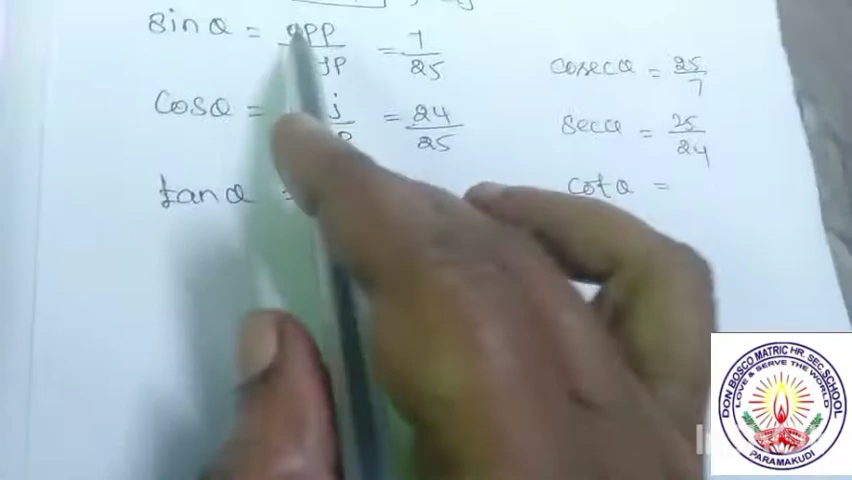 sinθ = opp = 7
yp 25
cosecθ = 25
7
cosθ = j = 24
25
secθ = 25
24
tanθ =
cotθ =
DON BOSCO MATRIC HR. SEC. SCHOOL
LOVE & SERVE THE WORLD
PARAMAKUDI